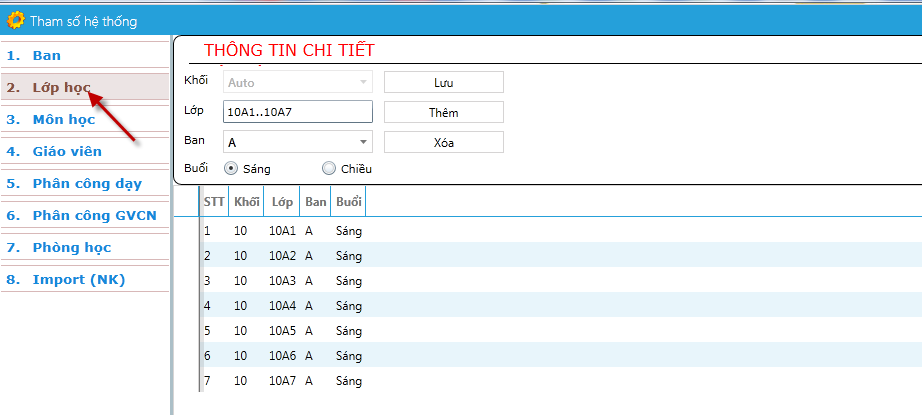 Tham số hệ thống
1. Ban
2. Lớp học
3. Môn học
4. Giáo viên
5. Phân công dạy
6. Phân công GVCN
7. Phòng học
8. Import (NK)
THÔNG TIN CHI TIẾT
Khối Auto Lưu
Lớp 10A1..10A7 Thêm
Ban A Xóa
Buổi Sáng Chiều
STT Khối Lớp Ban Buổi
1 10 10A1 A Sáng
2 10 10A2 A Sáng
3 10 10A3 A Sáng
4 10 10A4 A Sáng
5 10 10A5 A Sáng
6 10 10A6 A Sáng
7 10 10A7 A Sáng